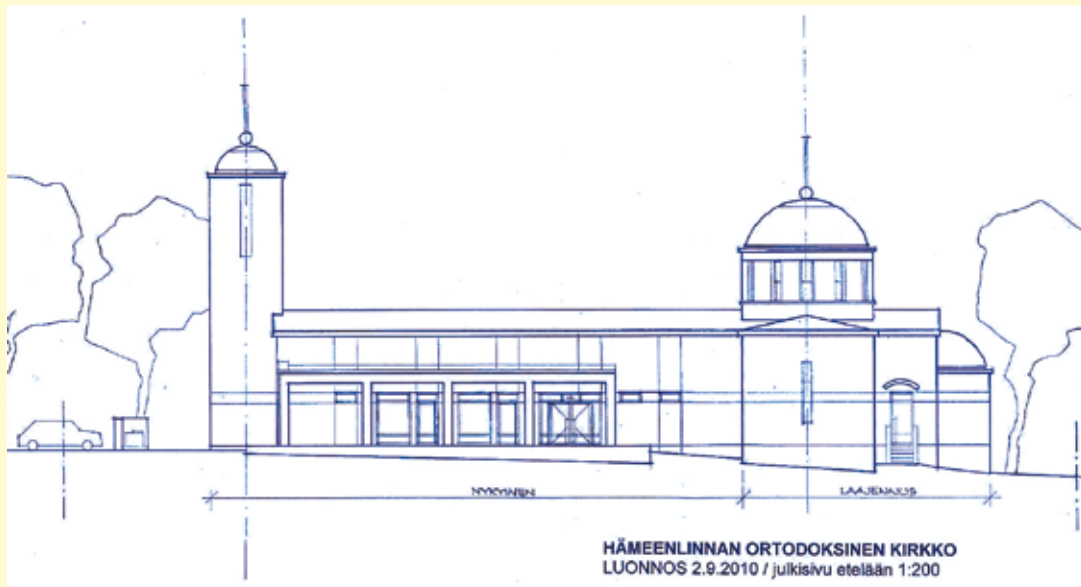 NYKYINEN
LAAJENNUS
HÄMEENLINNAN ORTODOKSINEN KIRKKO
LUONNOS 2.9.2010 / julkisivu etelään 1:200